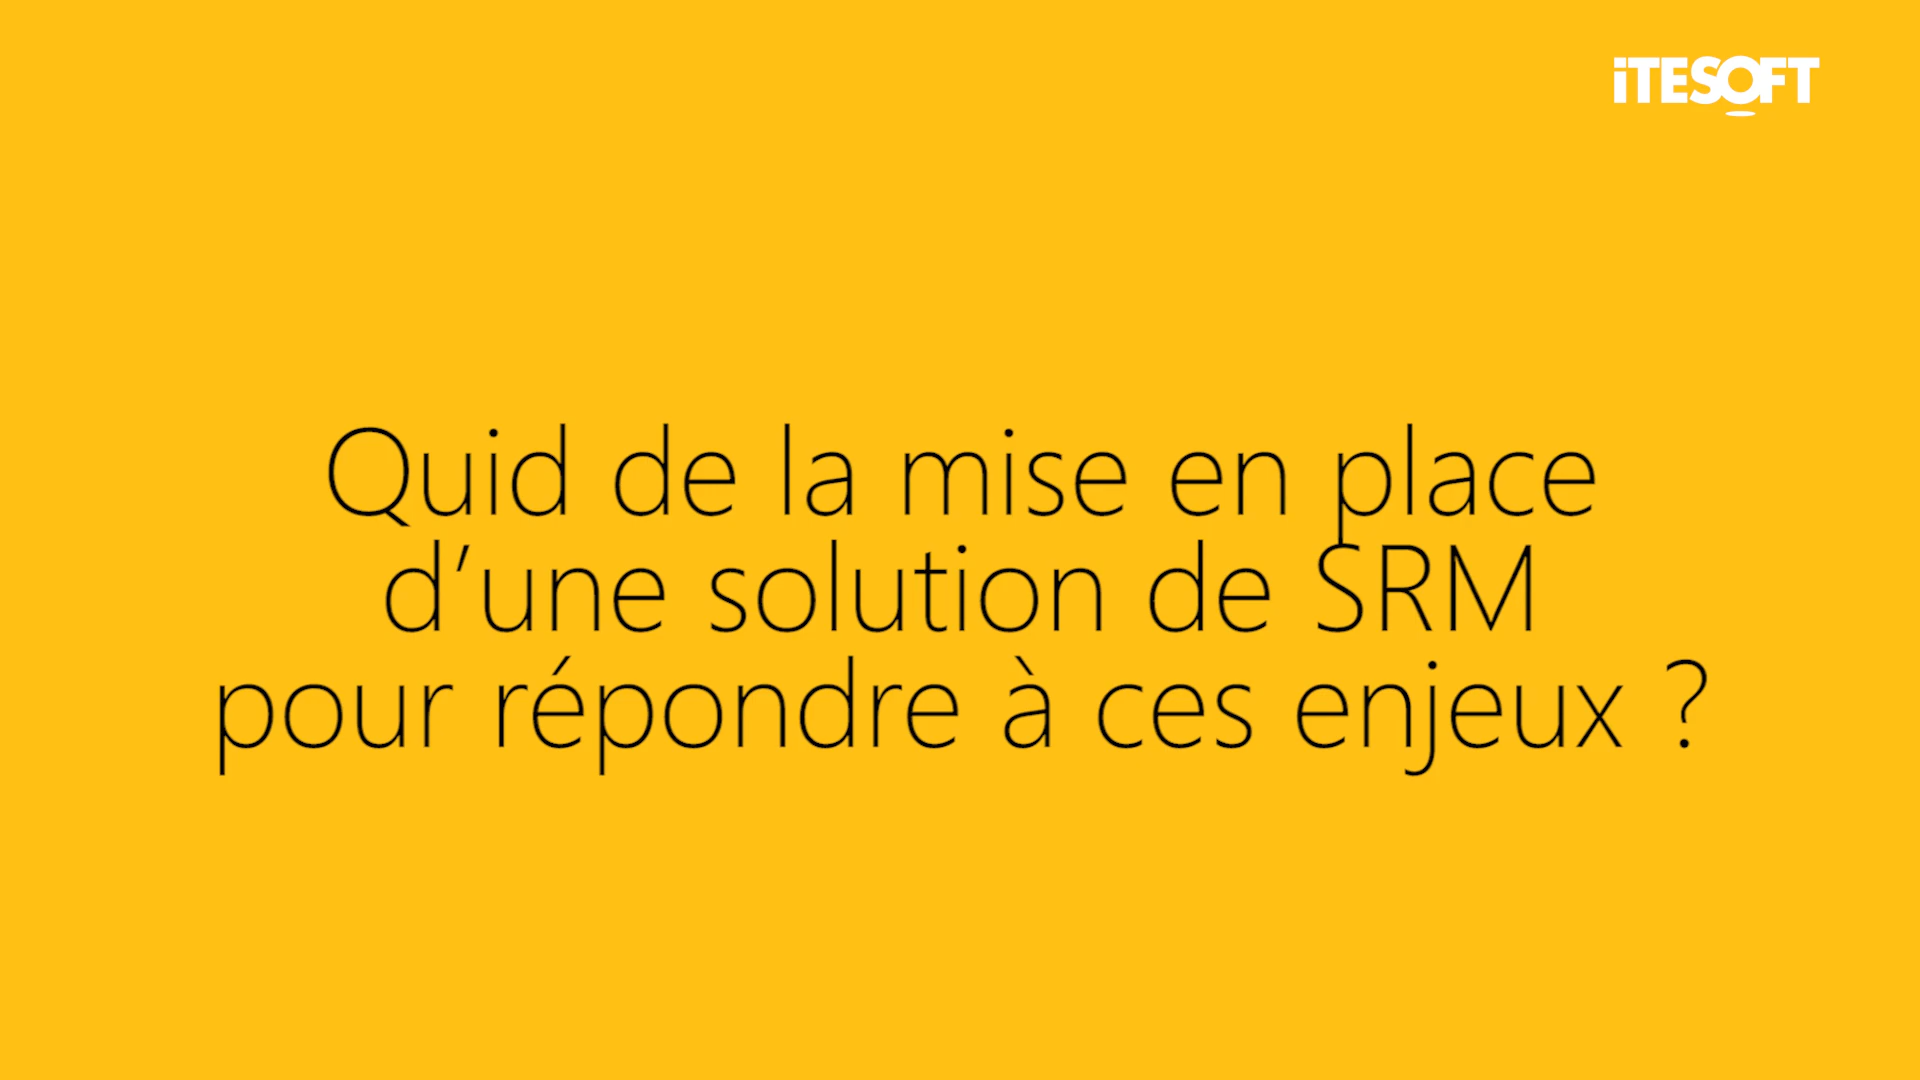 iTESOFT
Quid de la mise en place
d’une solution de SRM
pour répondre à ces enjeux ?